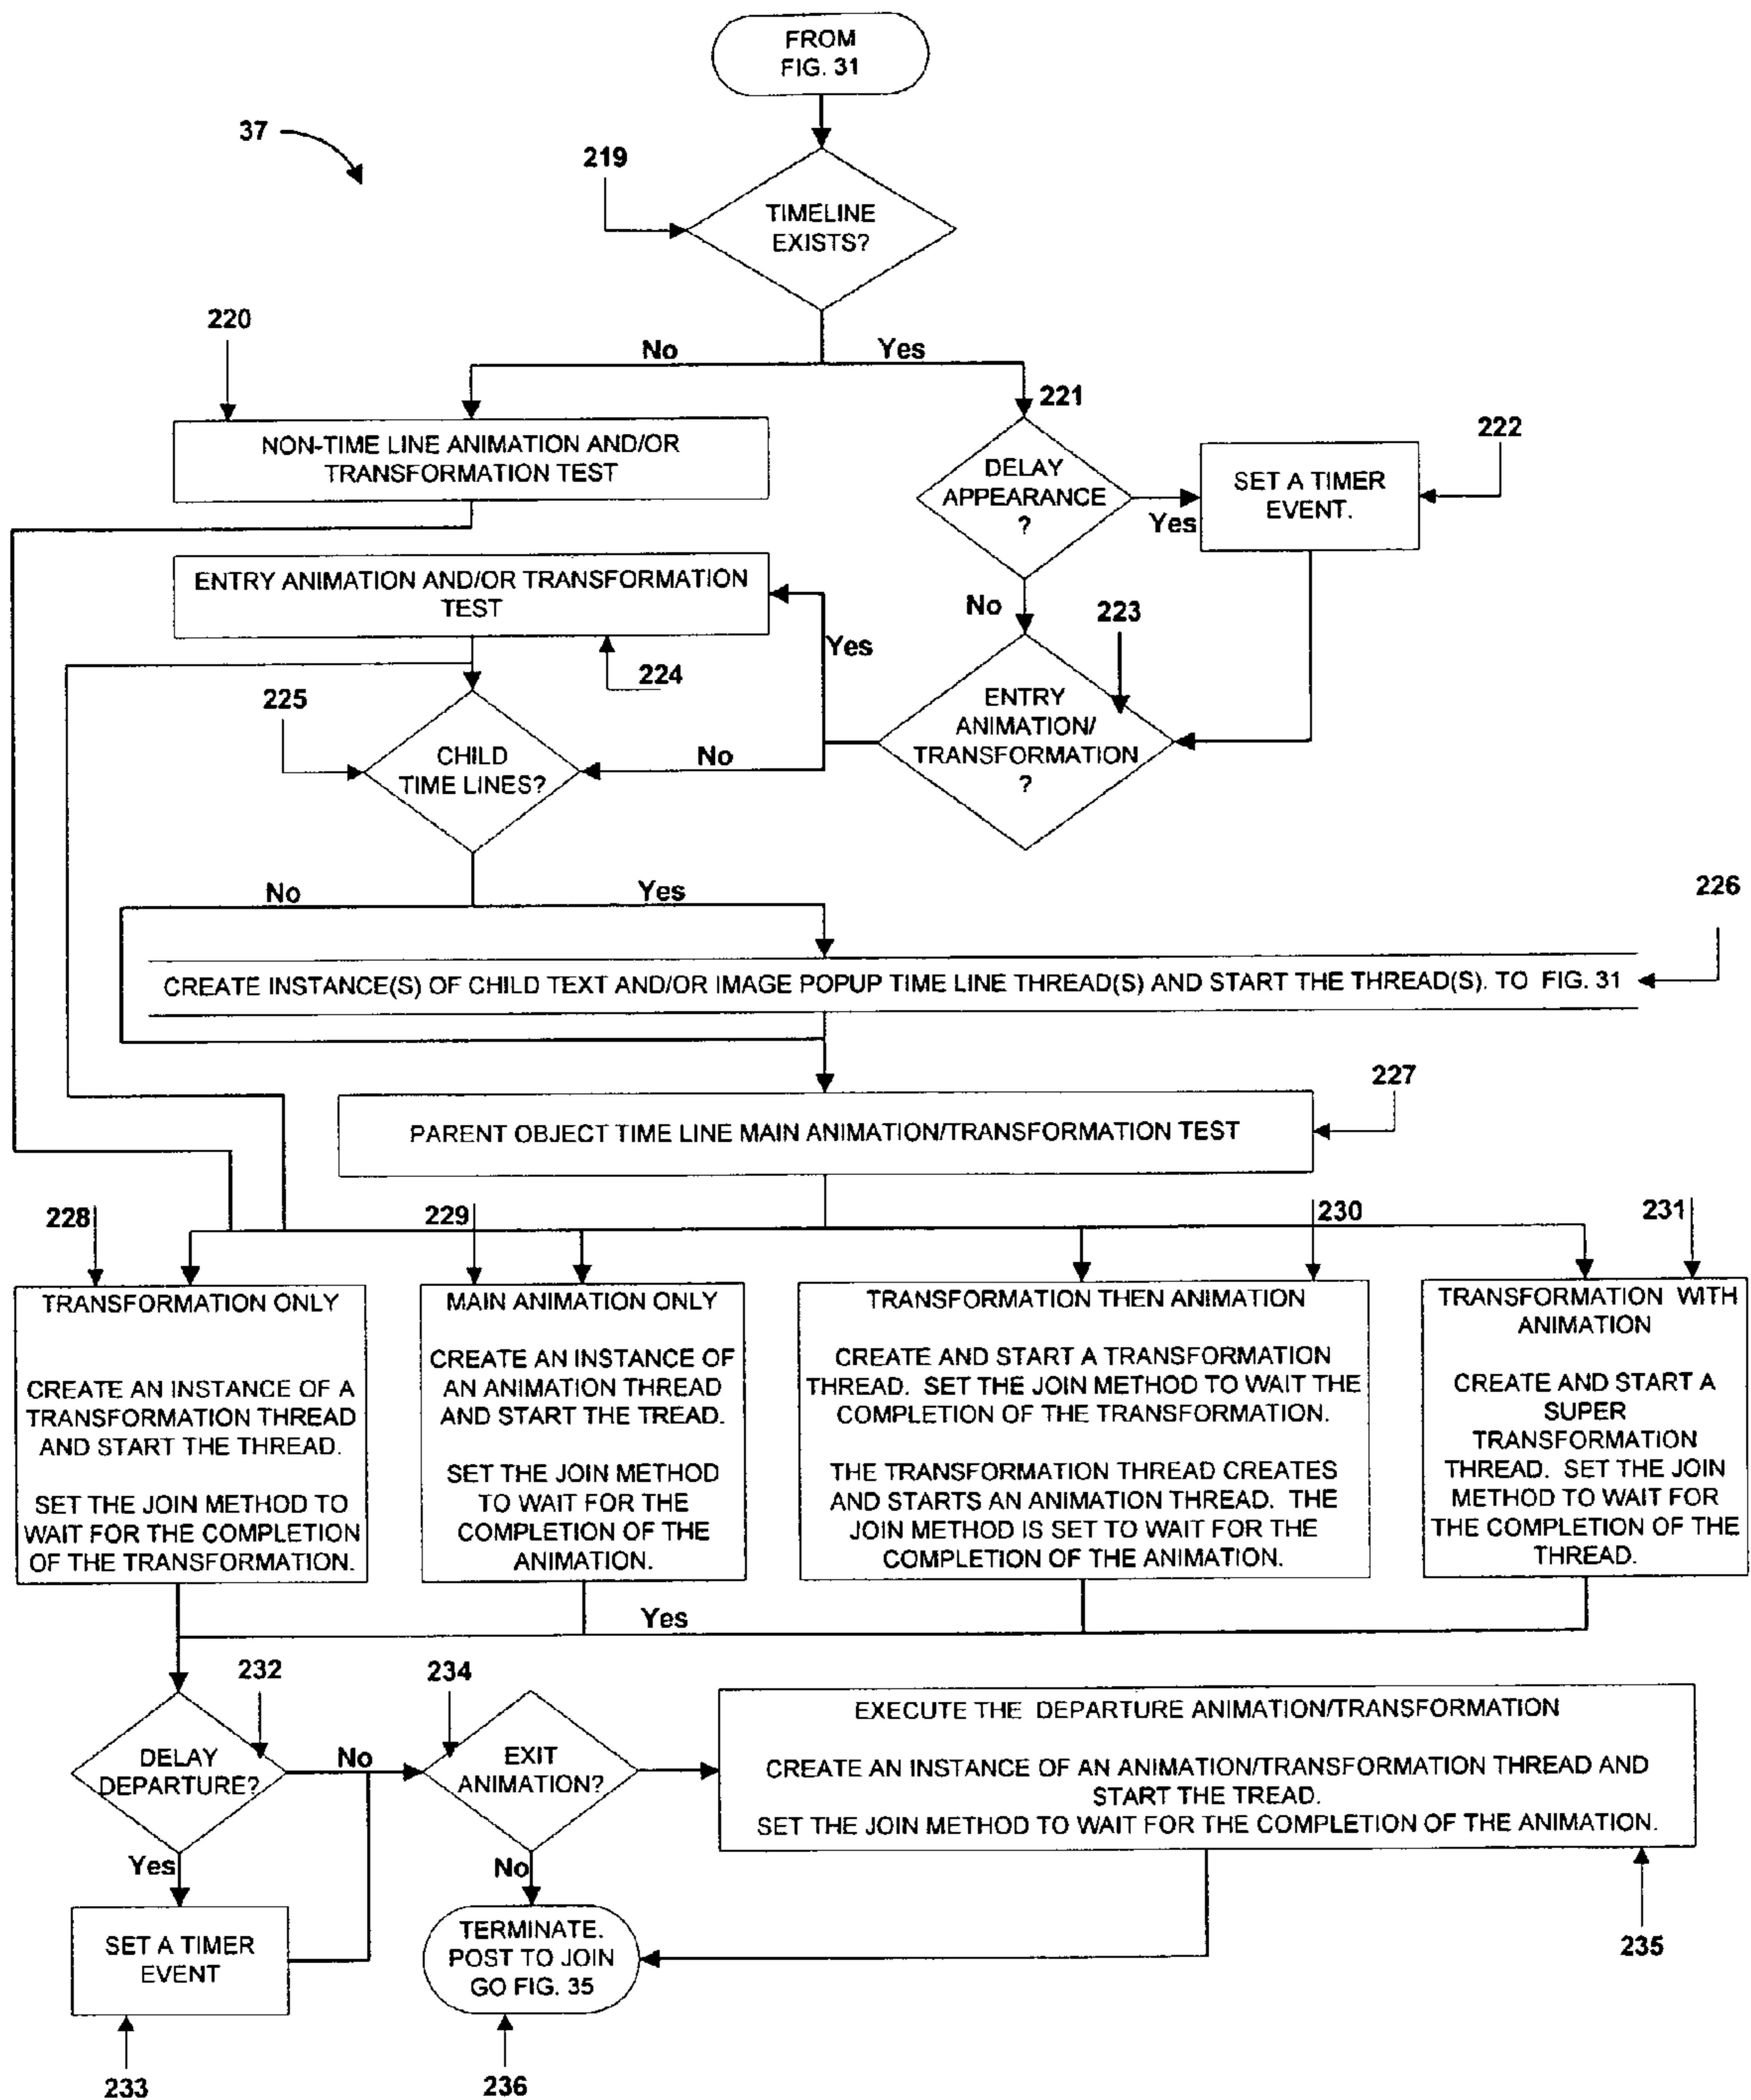 FROM
FIG. 31
37
219
TIMELINE
EXISTS?
220
No
Yes
221
NON-TIME LINE ANIMATION AND/OR
TRANSFORMATION TEST
DELAY
APPEARANCE
?
Yes
222
SET A TIMER
EVENT.
ENTRY ANIMATION AND/OR TRANSFORMATION
TEST
No
223
Yes
224
225
ENTRY
ANIMATION/
TRANSFORMATION
?
CHILD
TIME LINES?
No
No
Yes
226
CREATE INSTANCE(S) OF CHILD TEXT AND/OR IMAGE POPUP TIME LINE THREAD(S) AND START THE THREAD(S). TO FIG. 31
227
PARENT OBJECT TIME LINE MAIN ANIMATION/TRANSFORMATION TEST
228
229
230
231
TRANSFORMATION ONLY
CREATE AN INSTANCE OF A
TRANSFORMATION THREAD
AND START THE THREAD.
SET THE JOIN METHOD TO
WAIT FOR THE COMPLETION
OF THE TRANSFORMATION.
MAIN ANIMATION ONLY
CREATE AN INSTANCE OF
AN ANIMATION THREAD
AND START THE TREAD.
SET THE JOIN METHOD
TO WAIT FOR THE
COMPLETION OF THE
ANIMATION.
TRANSFORMATION THEN ANIMATION
CREATE AND START A TRANSFORMATION
THREAD. SET THE JOIN METHOD TO WAIT THE
COMPLETION OF THE TRANSFORMATION.
THE TRANSFORMATION THREAD CREATES
AND STARTS AN ANIMATION THREAD. THE
JOIN METHOD IS SET TO WAIT FOR THE
COMPLETION OF THE ANIMATION.
TRANSFORMATION WITH
ANIMATION
CREATE AND START A
SUPER
TRANSFORMATION
THREAD. SET THE JOIN
METHOD TO WAIT FOR
THE COMPLETION OF THE
THREAD.
Yes
232
234
DELAY
DEPARTURE?
No
EXIT
ANIMATION?
EXECUTE THE DEPARTURE ANIMATION/TRANSFORMATION
CREATE AN INSTANCE OF AN ANIMATION/TRANSFORMATION THREAD AND
START THE TREAD.
SET THE JOIN METHOD TO WAIT FOR THE COMPLETION OF THE ANIMATION.
Yes
No
SET A TIMER
EVENT
TERMINATE.
POST TO JOIN
GO FIG. 35
235
233
236